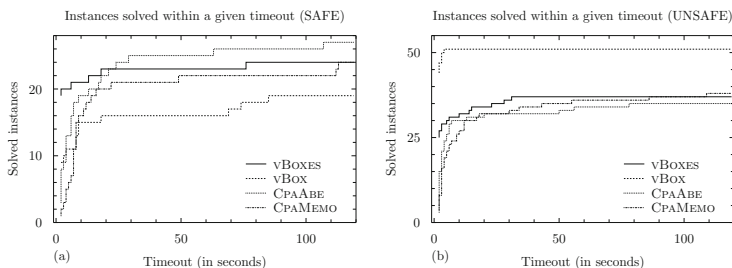 Instances solved within a given timeout (SAFE)
Solved instances
20
10
0
vBoxes
vBox
CpaAbe
CpaMemo
0
50
100
(a)
Timeout (in seconds)
Instances solved within a given timeout (UNSAFE)
Solved instances
50
25
0
vBoxes
vBox
CpaAbe
CpaMemo
0
50
100
(b)
Timeout (in seconds)